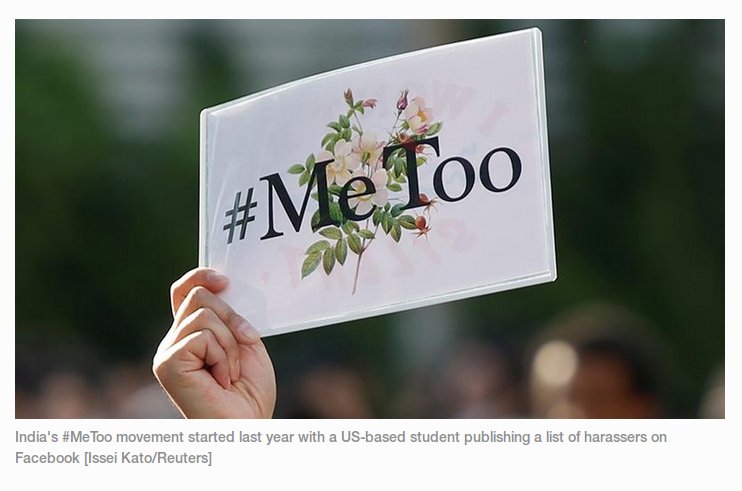 #MeToo
India's #MeToo movement started last year with a US-based student publishing a list of harassers on
Facebook [Issei Kato/Reuters]